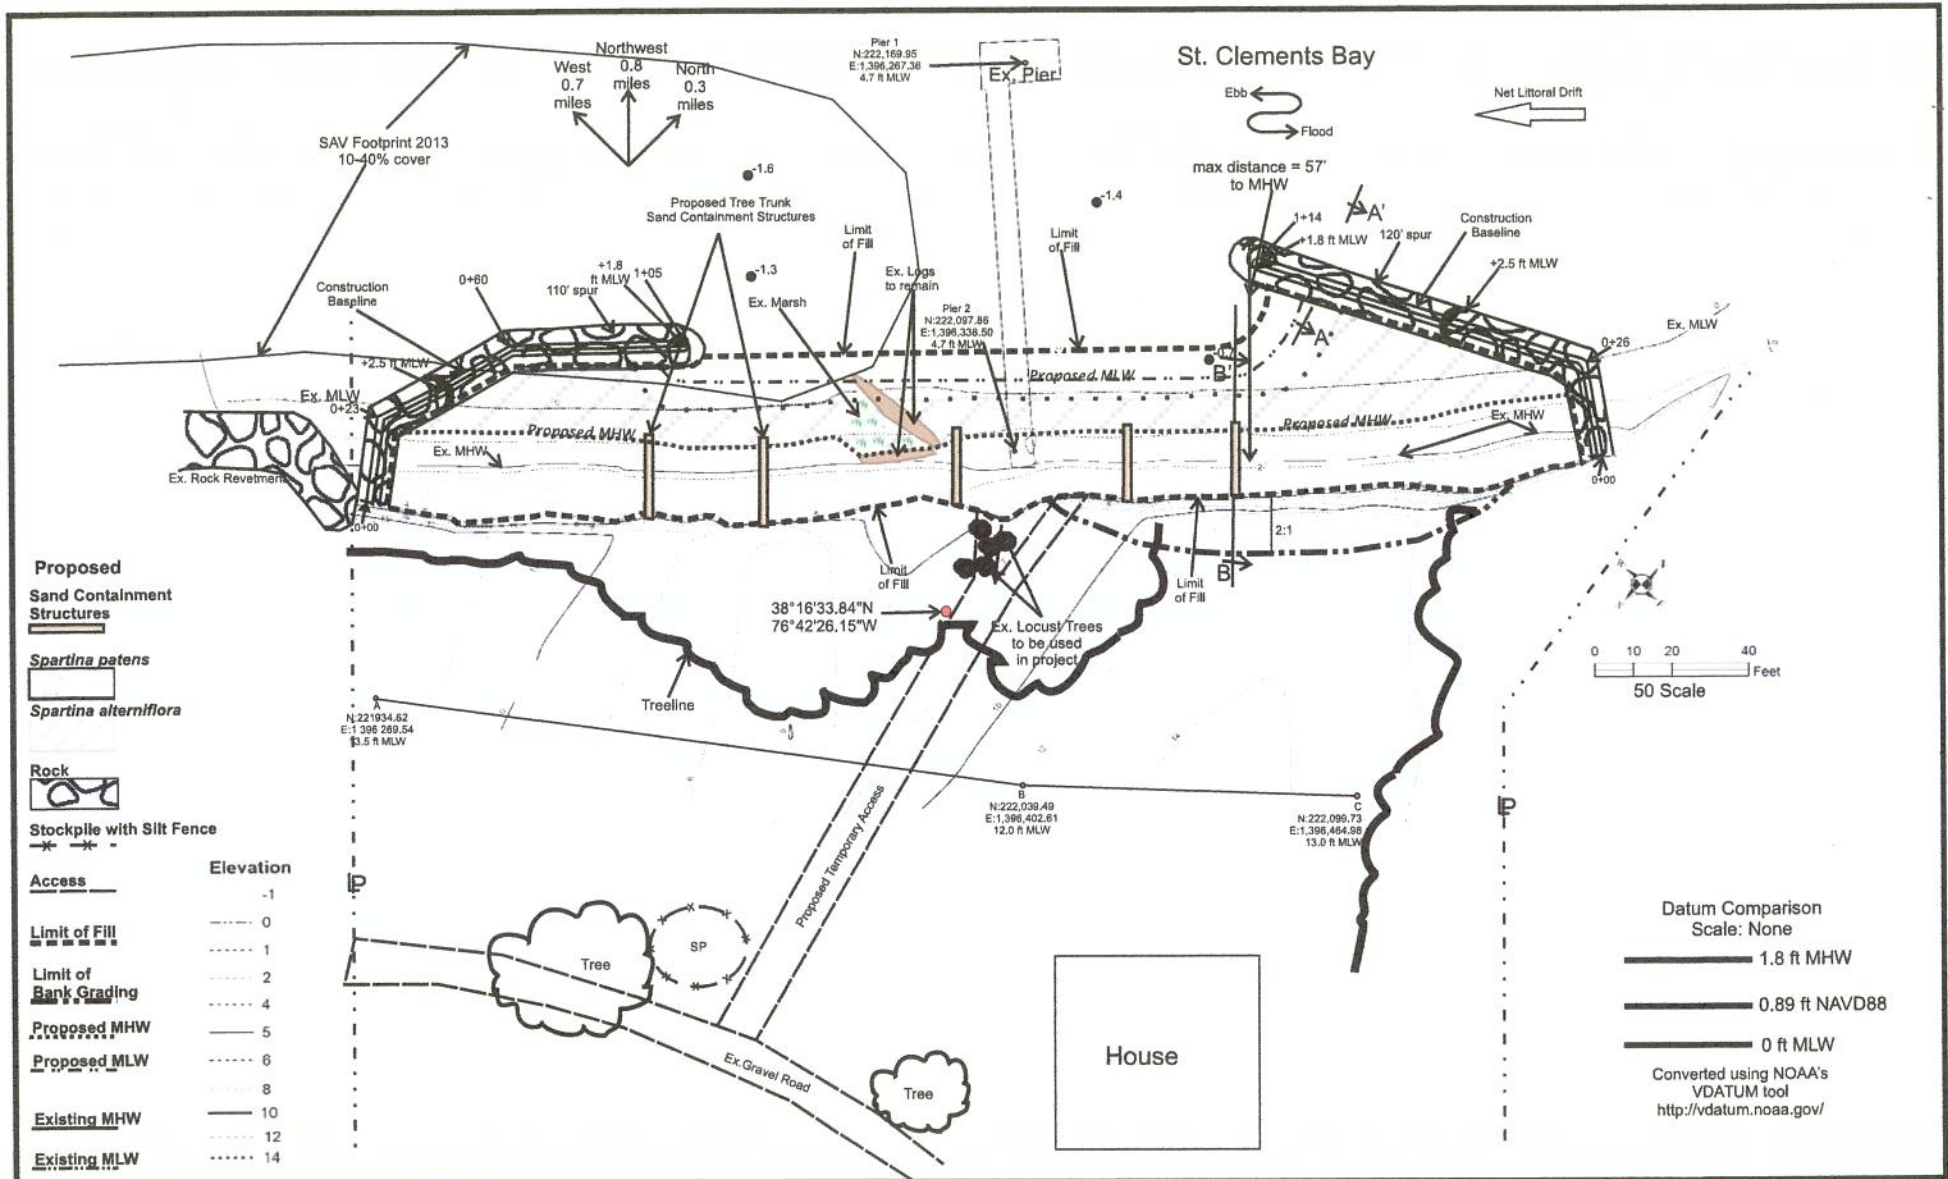 St. Clements Bay
Northwest
0.8
miles
West
0.7
miles
North
0.3
miles
Pier 1
N:222,169.95
E:1,396,267.36
4.7 ft MLW
Ex. Pier
Ebb
Flood
Net Littoral Drift
SAV Footprint 2013
10-40% cover
max distance = 57'
to MHW
-1.6
-1.4
-1.3
Proposed Tree Trunk
Sand Containment Structures
Limit
of Fill
Limit
of Fill
Ex. Logs
to remain
Ex. Marsh
Pier 2
N:222,097.86
E:1,396,338.50
4.7 ft MLW
A'
1+14
+1.8 ft MLW
120' spur
Construction
Baseline
+2.5 ft MLW
Ex. MLW
0+26
A
B'
Construction
Baseline
0+60
110' spur
+1.8
ft MLW
1+05
+2.5 ft MLW
Ex. MLW
0+23
Proposed MLW
Proposed MHW
Proposed MHW
Ex. MHW
Ex. MHW
Ex. Rock Revetment
0+00
0+00
2:1
B
Limit
of Fill
Limit
of Fill
38°16'33.84"N
76°42'26.15"W
Ex. Locust Trees
to be used
in project
Treeline
0 10 20 40
Feet
50 Scale
A
N:221934.62
E:1 396 269.54
3.5 ft MLW
B
N:222,039.49
E:1,396,402.61
12.0 ft MLW
C
N:222,099.73
E:1,396,464.98
13.0 ft MLW
P
P
Proposed Temporary Access
Tree
SP
Ex.Gravel Road
Tree
House
Proposed
Sand Containment
Structures
Spartina patens
Spartina alterniflora
Rock
Stockpile with Silt Fence
Access
Limit of Fill
Limit of
Bank Grading
Proposed MHW
Proposed MLW
Existing MHW
Existing MLW
Elevation
-1
0
1
2
4
5
6
8
10
12
14
Datum Comparison
Scale: None
1.8 ft MHW
0.89 ft NAVD88
0 ft MLW
Converted using NOAA's
VDATUM tool
http://vdatum.noaa.gov/